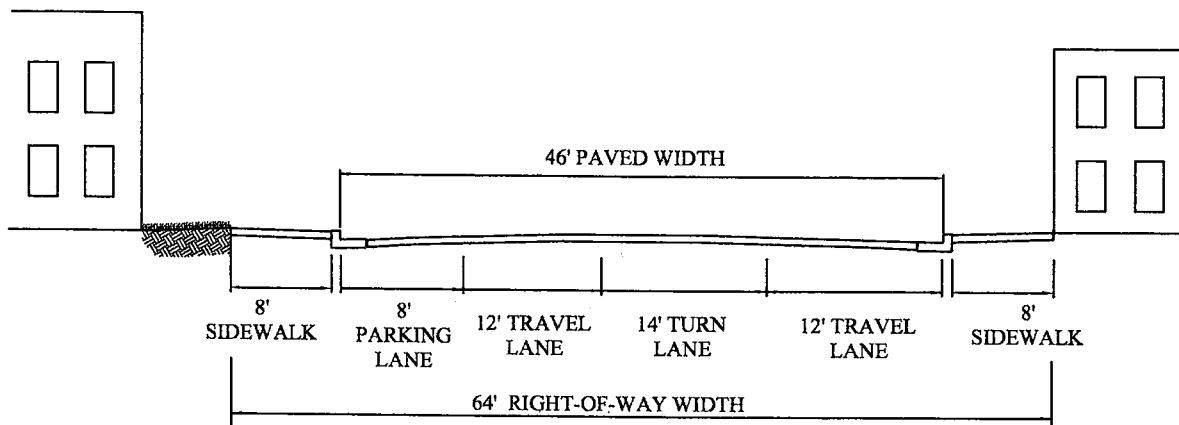 46' PAVED WIDTH
8'
SIDEWALK
8'
PARKING
LANE
12' TRAVEL
LANE
14' TURN
LANE
12' TRAVEL
LANE
8'
SIDEWALK
64' RIGHT-OF-WAY WIDTH